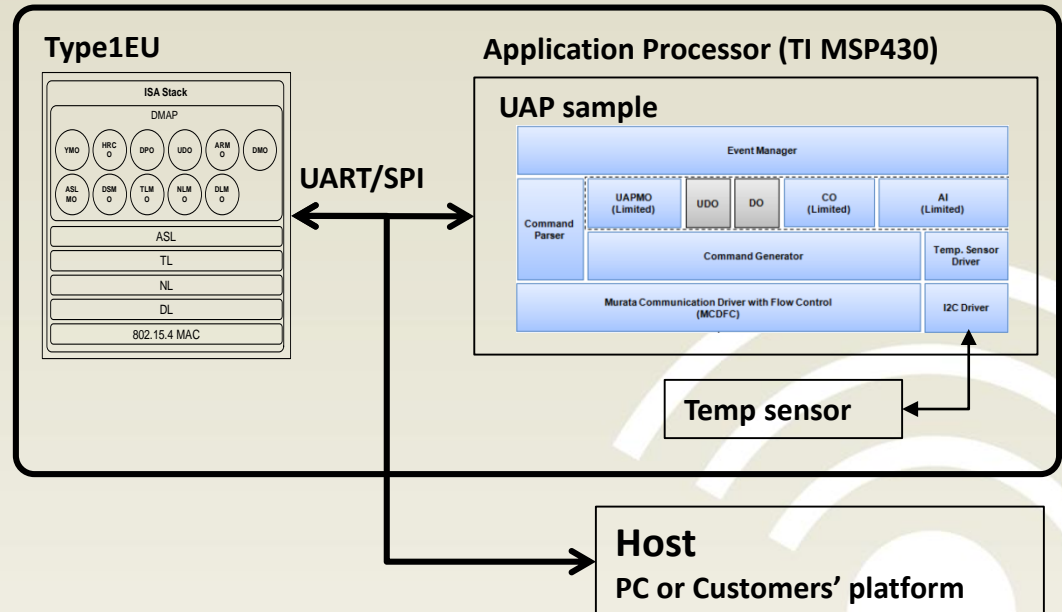 Type1EU
Application Processor (TI MSP430)
ISA Stack
DMAP
YMO
HRC
O
DPO
UDO
ARM
O
DMO
ASL
MO
DSM
O
TLM
O
NLM
O
DLM
O
ASL
TL
NL
DL
802.15.4 MAC
UART/SPI
UAP sample
Event Manager
Command
Parser
UAPMO
(Limited)
UDO
DO
CO
(Limited)
AI
(Limited)
Command Generator
Temp. Sensor
Driver
Murata Communication Driver with Flow Control
(MCDFC)
I2C Driver
Temp sensor
Host
PC or Customers’ platform